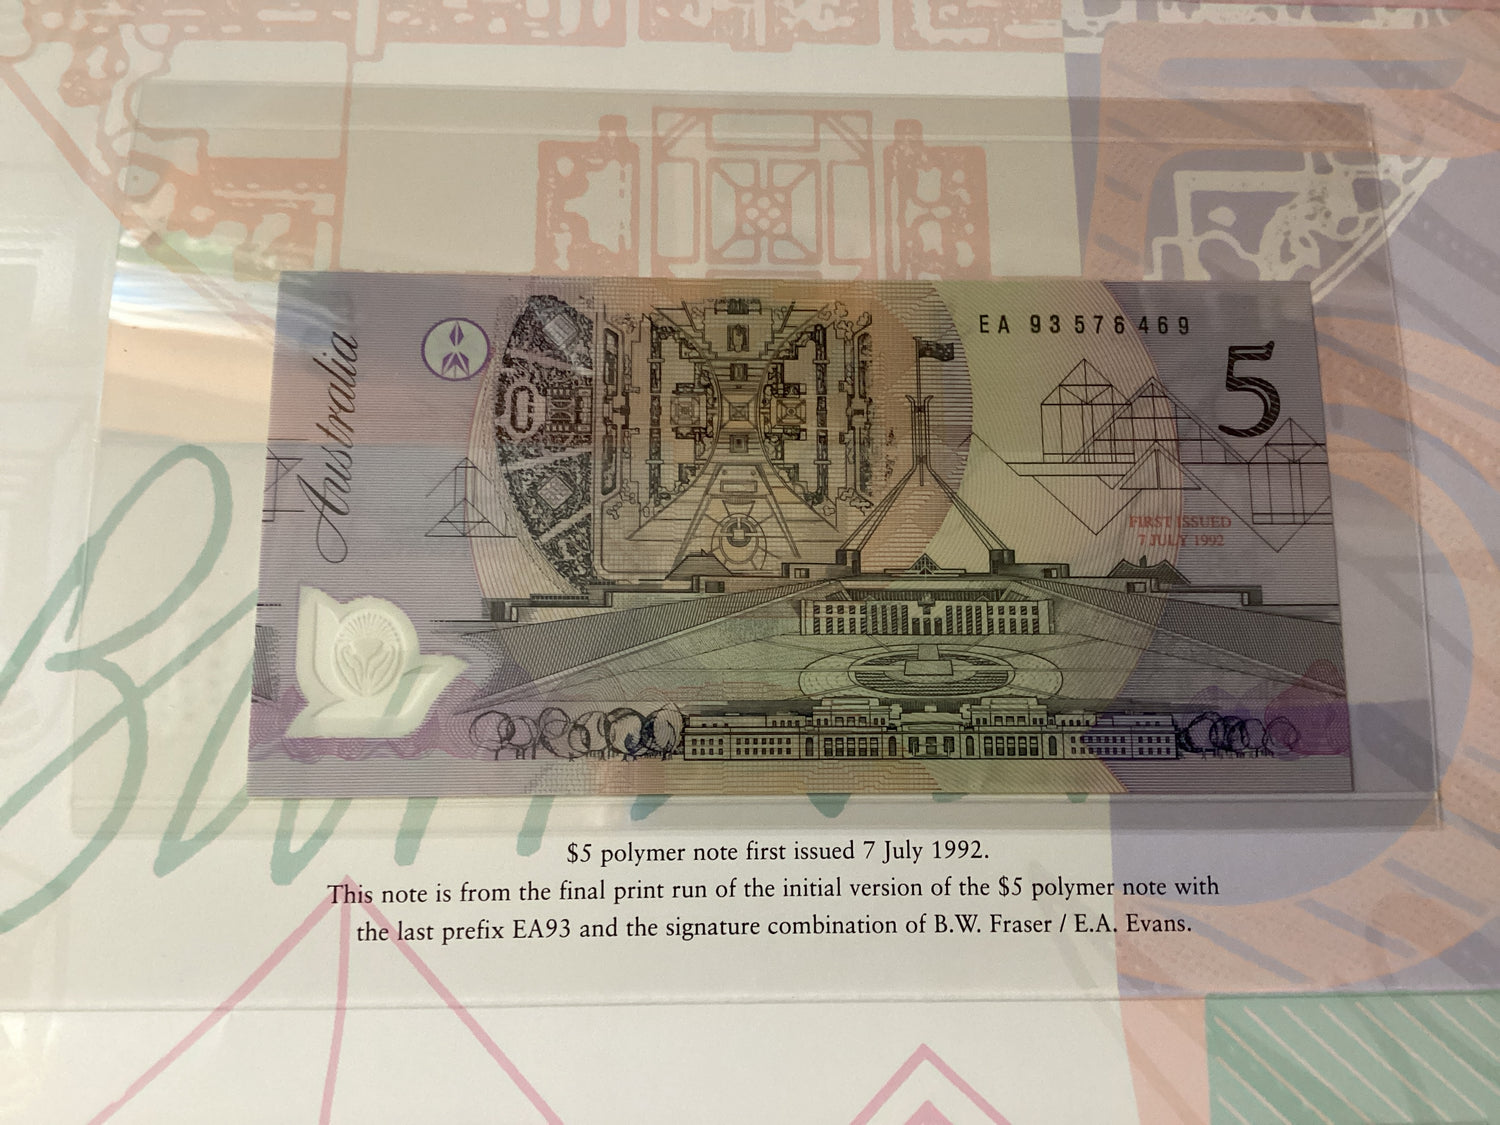 Australia
EA 93 576 469
5
FIRST ISSUED
7 JULY 1992
$5 polymer note first issued 7 July 1992.
This note is from the final print run of the initial version of the $5 polymer note with
the last prefix EA93 and the signature combination of B.W. Fraser / E.A. Evans.